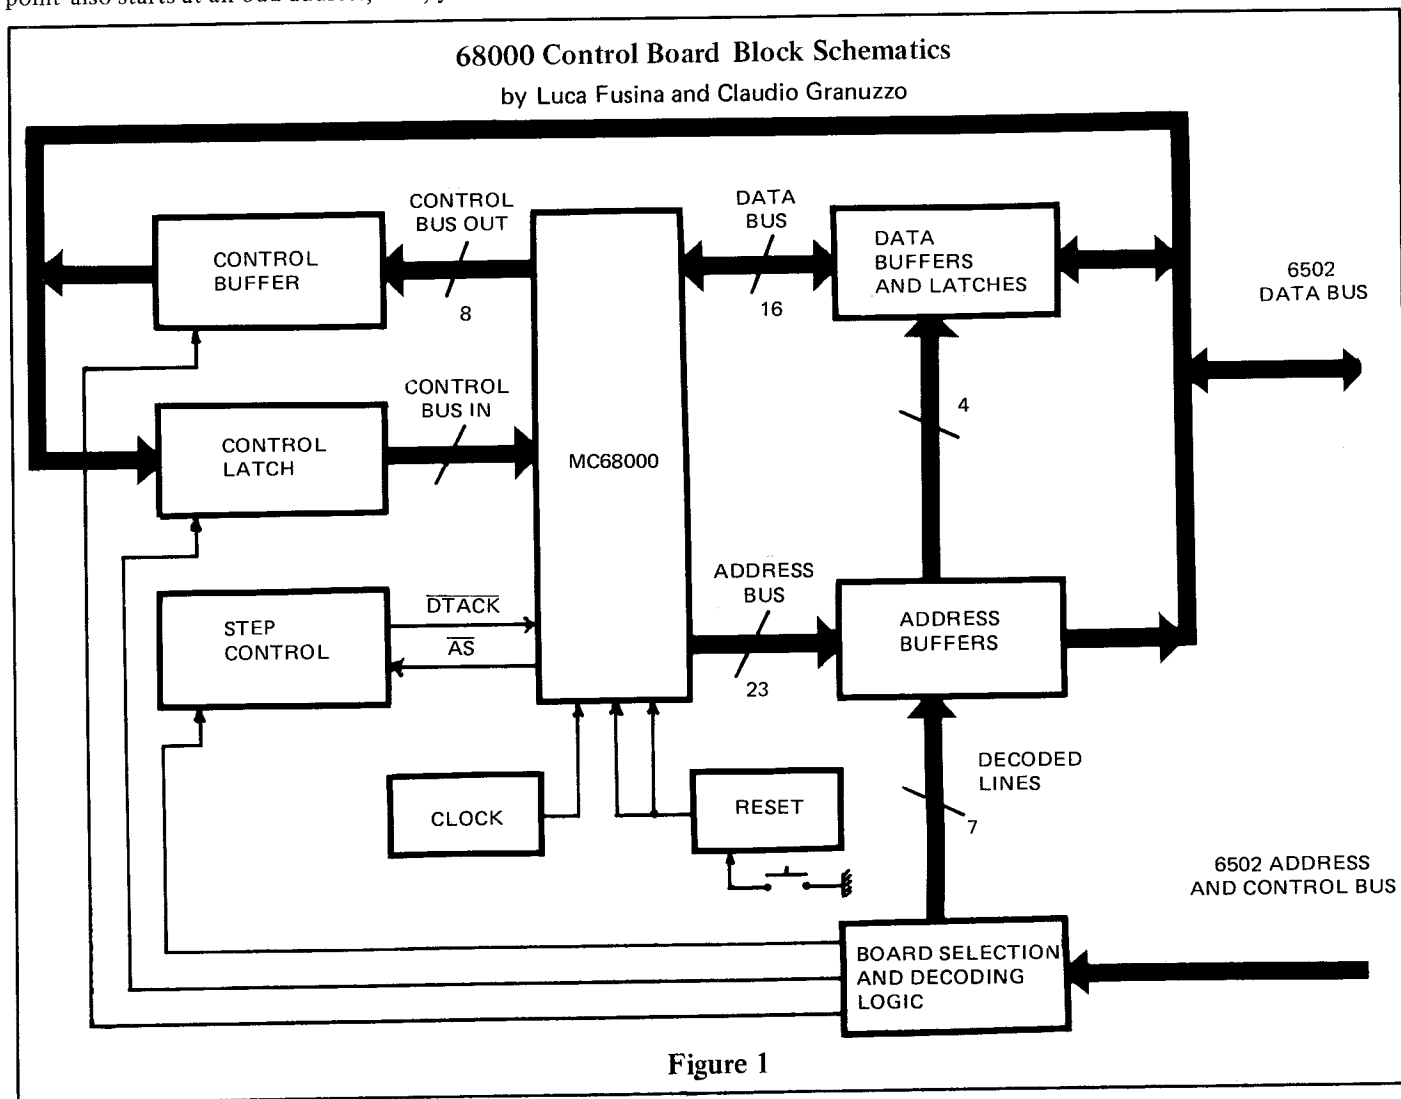 68000 Control Board Block Schematics
by Luca Fusina and Claudio Granuzzo
CONTROL
BUS OUT
8
CONTROL
BUFFER
DATA
BUS
16
DATA
BUFFERS
AND LATCHES
6502
DATA BUS
CONTROL
BUS IN
CONTROL
LATCH
MC68000
4
STEP
CONTROL
DTACK
AS
ADDRESS
BUS
23
ADDRESS
BUFFERS
CLOCK
RESET
DECODED
LINES
7
6502 ADDRESS
AND CONTROL BUS
BOARD SELECTION
AND DECODING
LOGIC
Figure 1